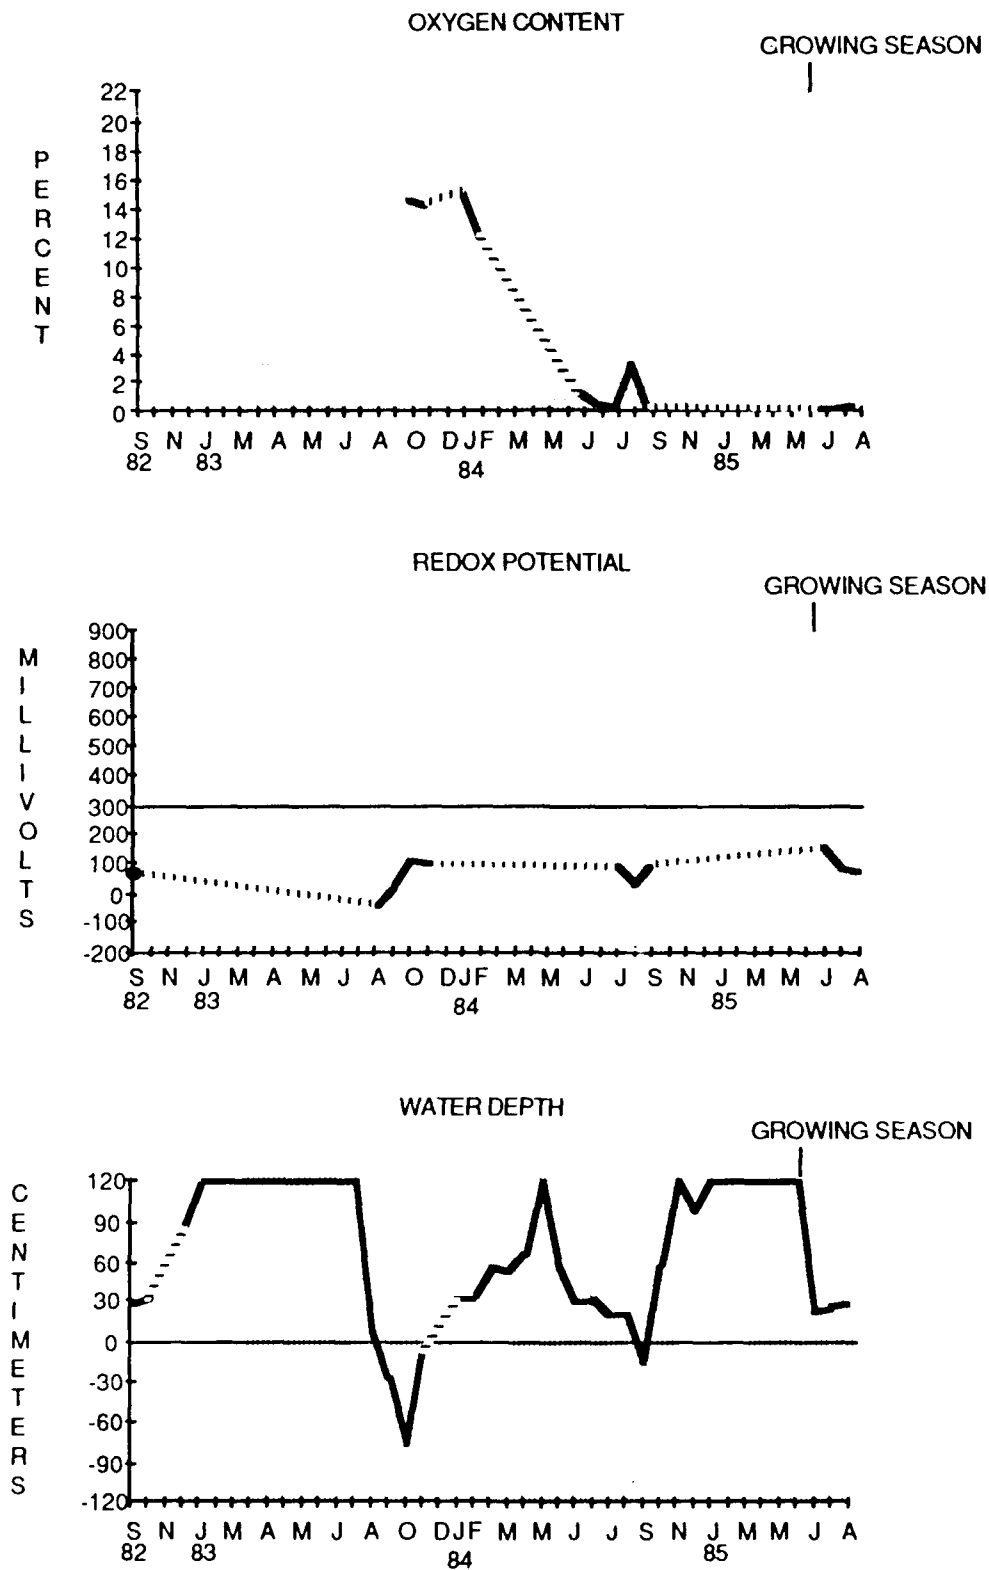 OXYGEN CONTENT
GROWING SEASON
PERCENT
22
20
18
16
14
12
10
8
6
4
2
0
S N J M A M J A O D J F M M J J S N J M M J A
82 83 84 85
REDOX POTENTIAL
GROWING SEASON
MILLIVOLTS
900
800
700
600
500
400
300
200
100
0
-100
-200
S N J M A M J A O D J F M M J J S N J M M J A
82 83 84 85
WATER DEPTH
GROWING SEASON
CENTIMETERS
120
90
60
30
0
-30
-60
-90
-120
S N J M A M J A O D J F M M J J S N J M M J A
82 83 84 85